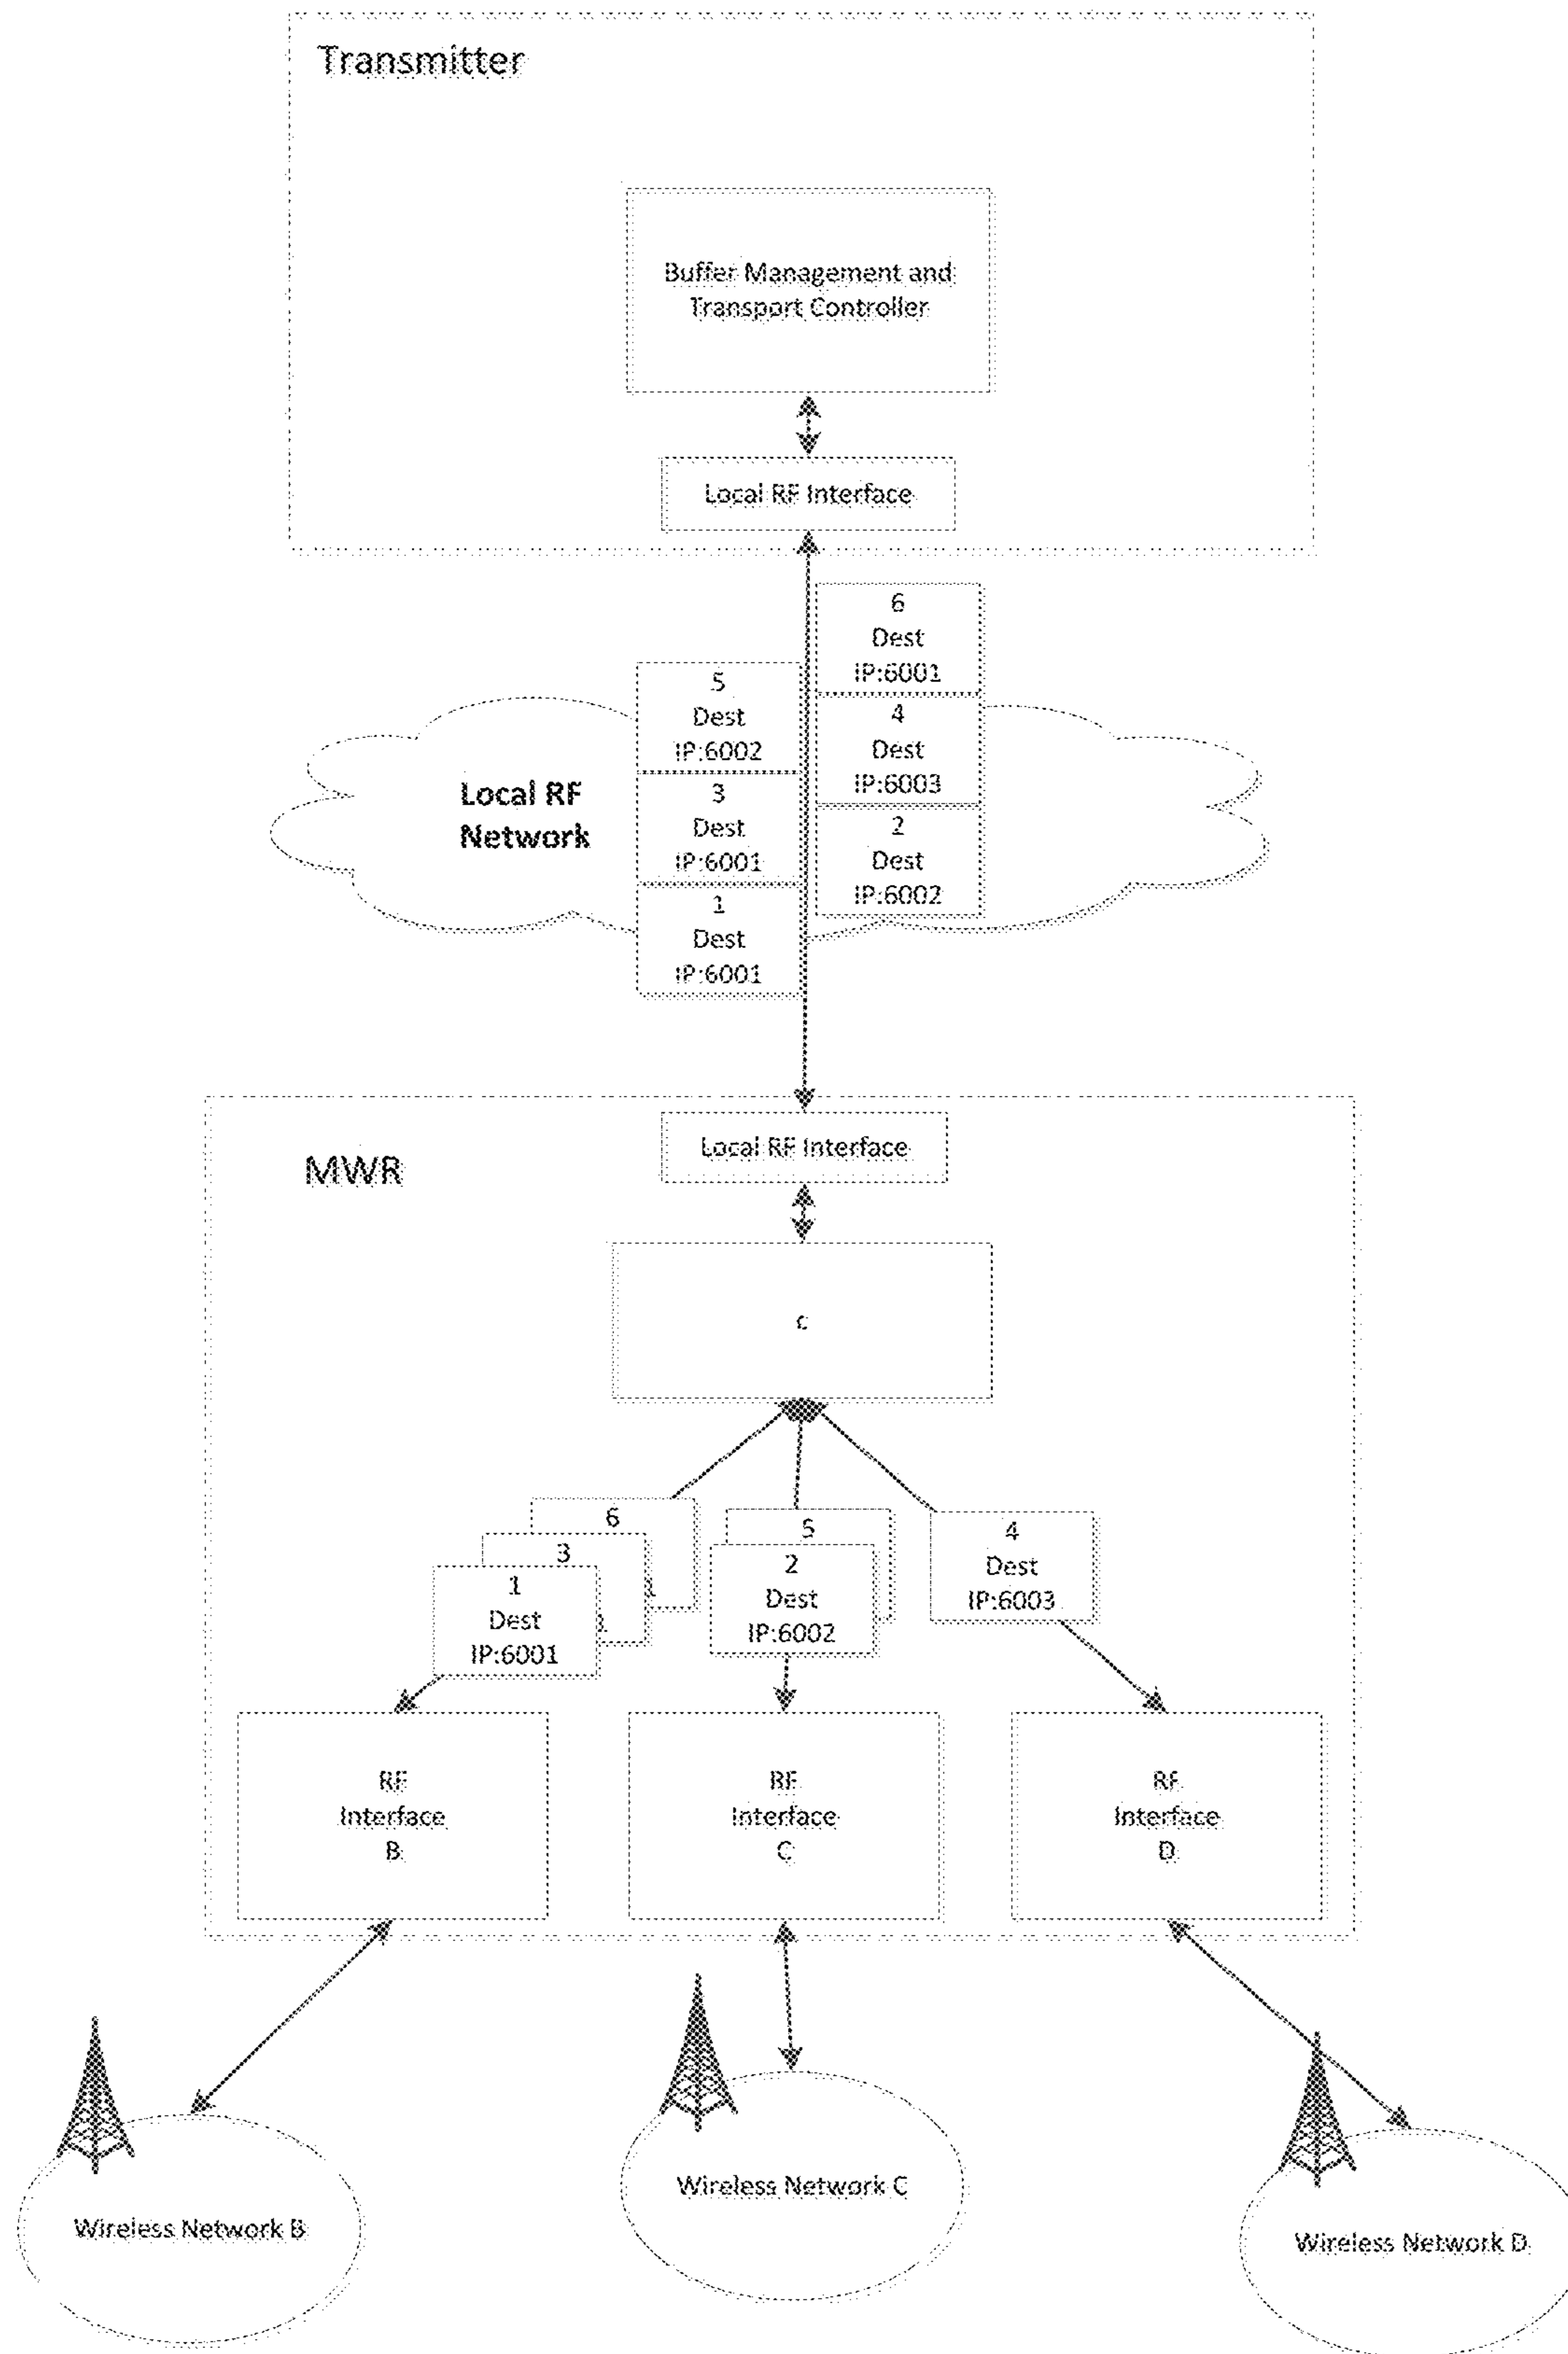 Transmitter
Buffer Management and
Transport Controller
Local RF Interface
6
Dest
IP:6001
5
Dest
IP:6002
4
Dest
IP:6003
Local RF
Network
3
Dest
IP:6001
2
Dest
IP:6002
1
Dest
IP:6001
Local RF Interface
MWR
c
6
1
3
1
1
Dest
IP:6001
5
2
Dest
IP:6002
4
Dest
IP:6003
RF
Interface
B
RF
Interface
C
RF
Interface
D
Wireless Network B
Wireless Network C
Wireless Network D